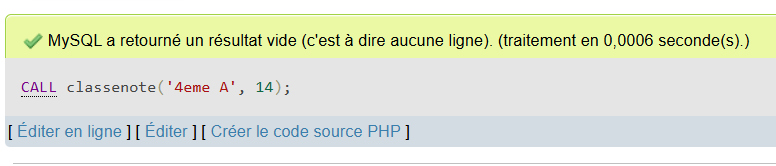 MySQL a retourné un résultat vide (c'est à dire aucune ligne). (traitement en 0,0006 seconde(s).)
CALL classenote('4eme A', 14);
[ Éditer en ligne ] [ Éditer ] [ Créer le code source PHP ]